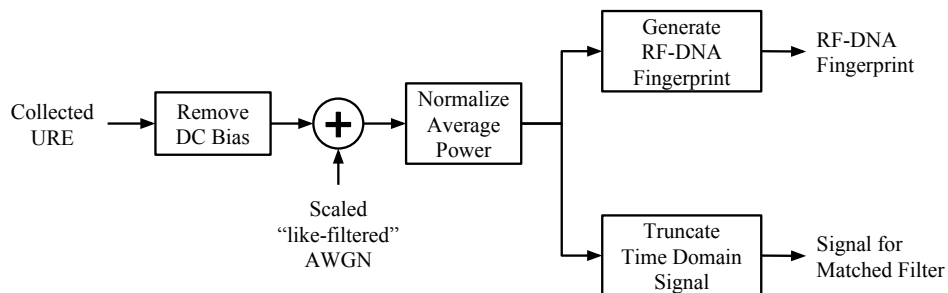 Collected
URE
Remove
DC Bias
+
Scaled
“like-filtered”
AWGN
Normalize
Average
Power
Generate
RF-DNA
Fingerprint
RF-DNA
Fingerprint
Truncate
Time Domain
Signal
Signal for
Matched Filter